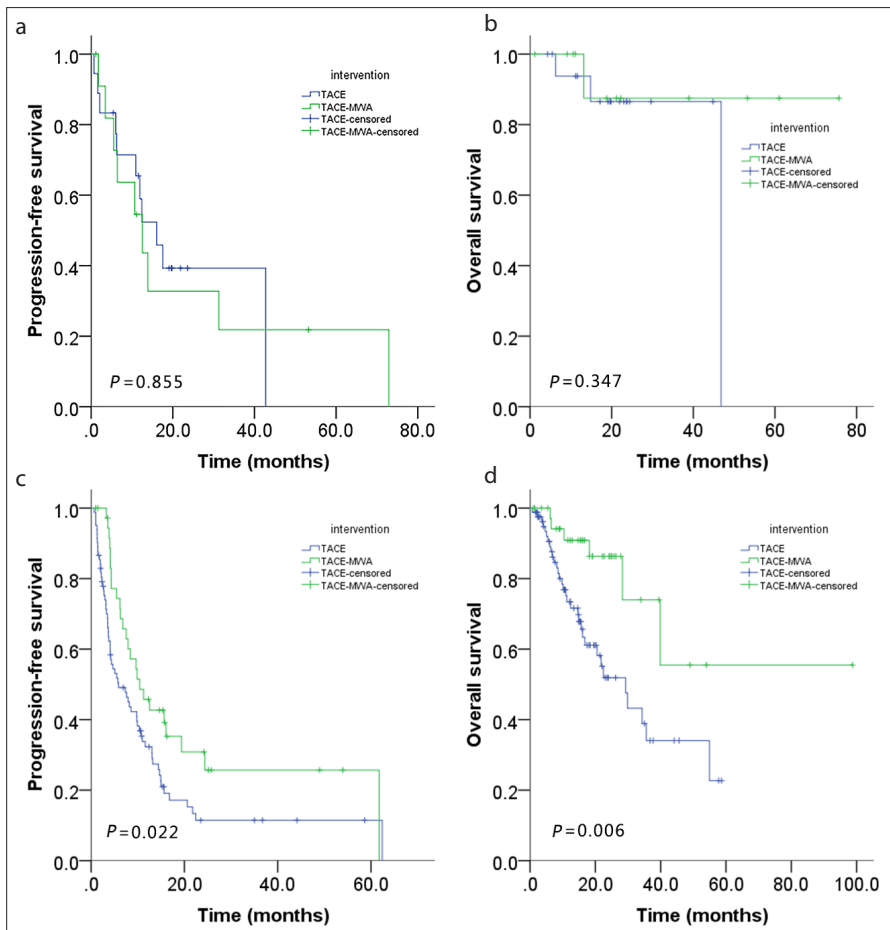 a
Progression-free survival
1.0
0.8
0.6
0.4
0.2
0.0
.0
20.0
40.0
60.0
80.0
Time (months)
intervention
TACE
TACE-MWA
TACE-censored
TACE-MWA-censored
P=0.855
b
Overall survival
1.0
0.8
0.6
0.4
0.2
0.0
0
20
40
60
80
Time (months)
intervention
TACE
TACE-MWA
TACE-censored
TACE-MWA-censored
P=0.347
c
Progression-free survival
1.0
0.8
0.6
0.4
0.2
0.0
.0
20.0
40.0
60.0
Time (months)
intervention
TACE
TACE-MWA
TACE-censored
TACE-MWA-censored
P=0.022
d
Overall survival
1.0
0.8
0.6
0.4
0.2
0.0
.0
20.0
40.0
60.0
80.0
100.0
Time (months)
intervention
TACE
TACE-MWA
TACE-censored
TACE-MWA-censored
P=0.006